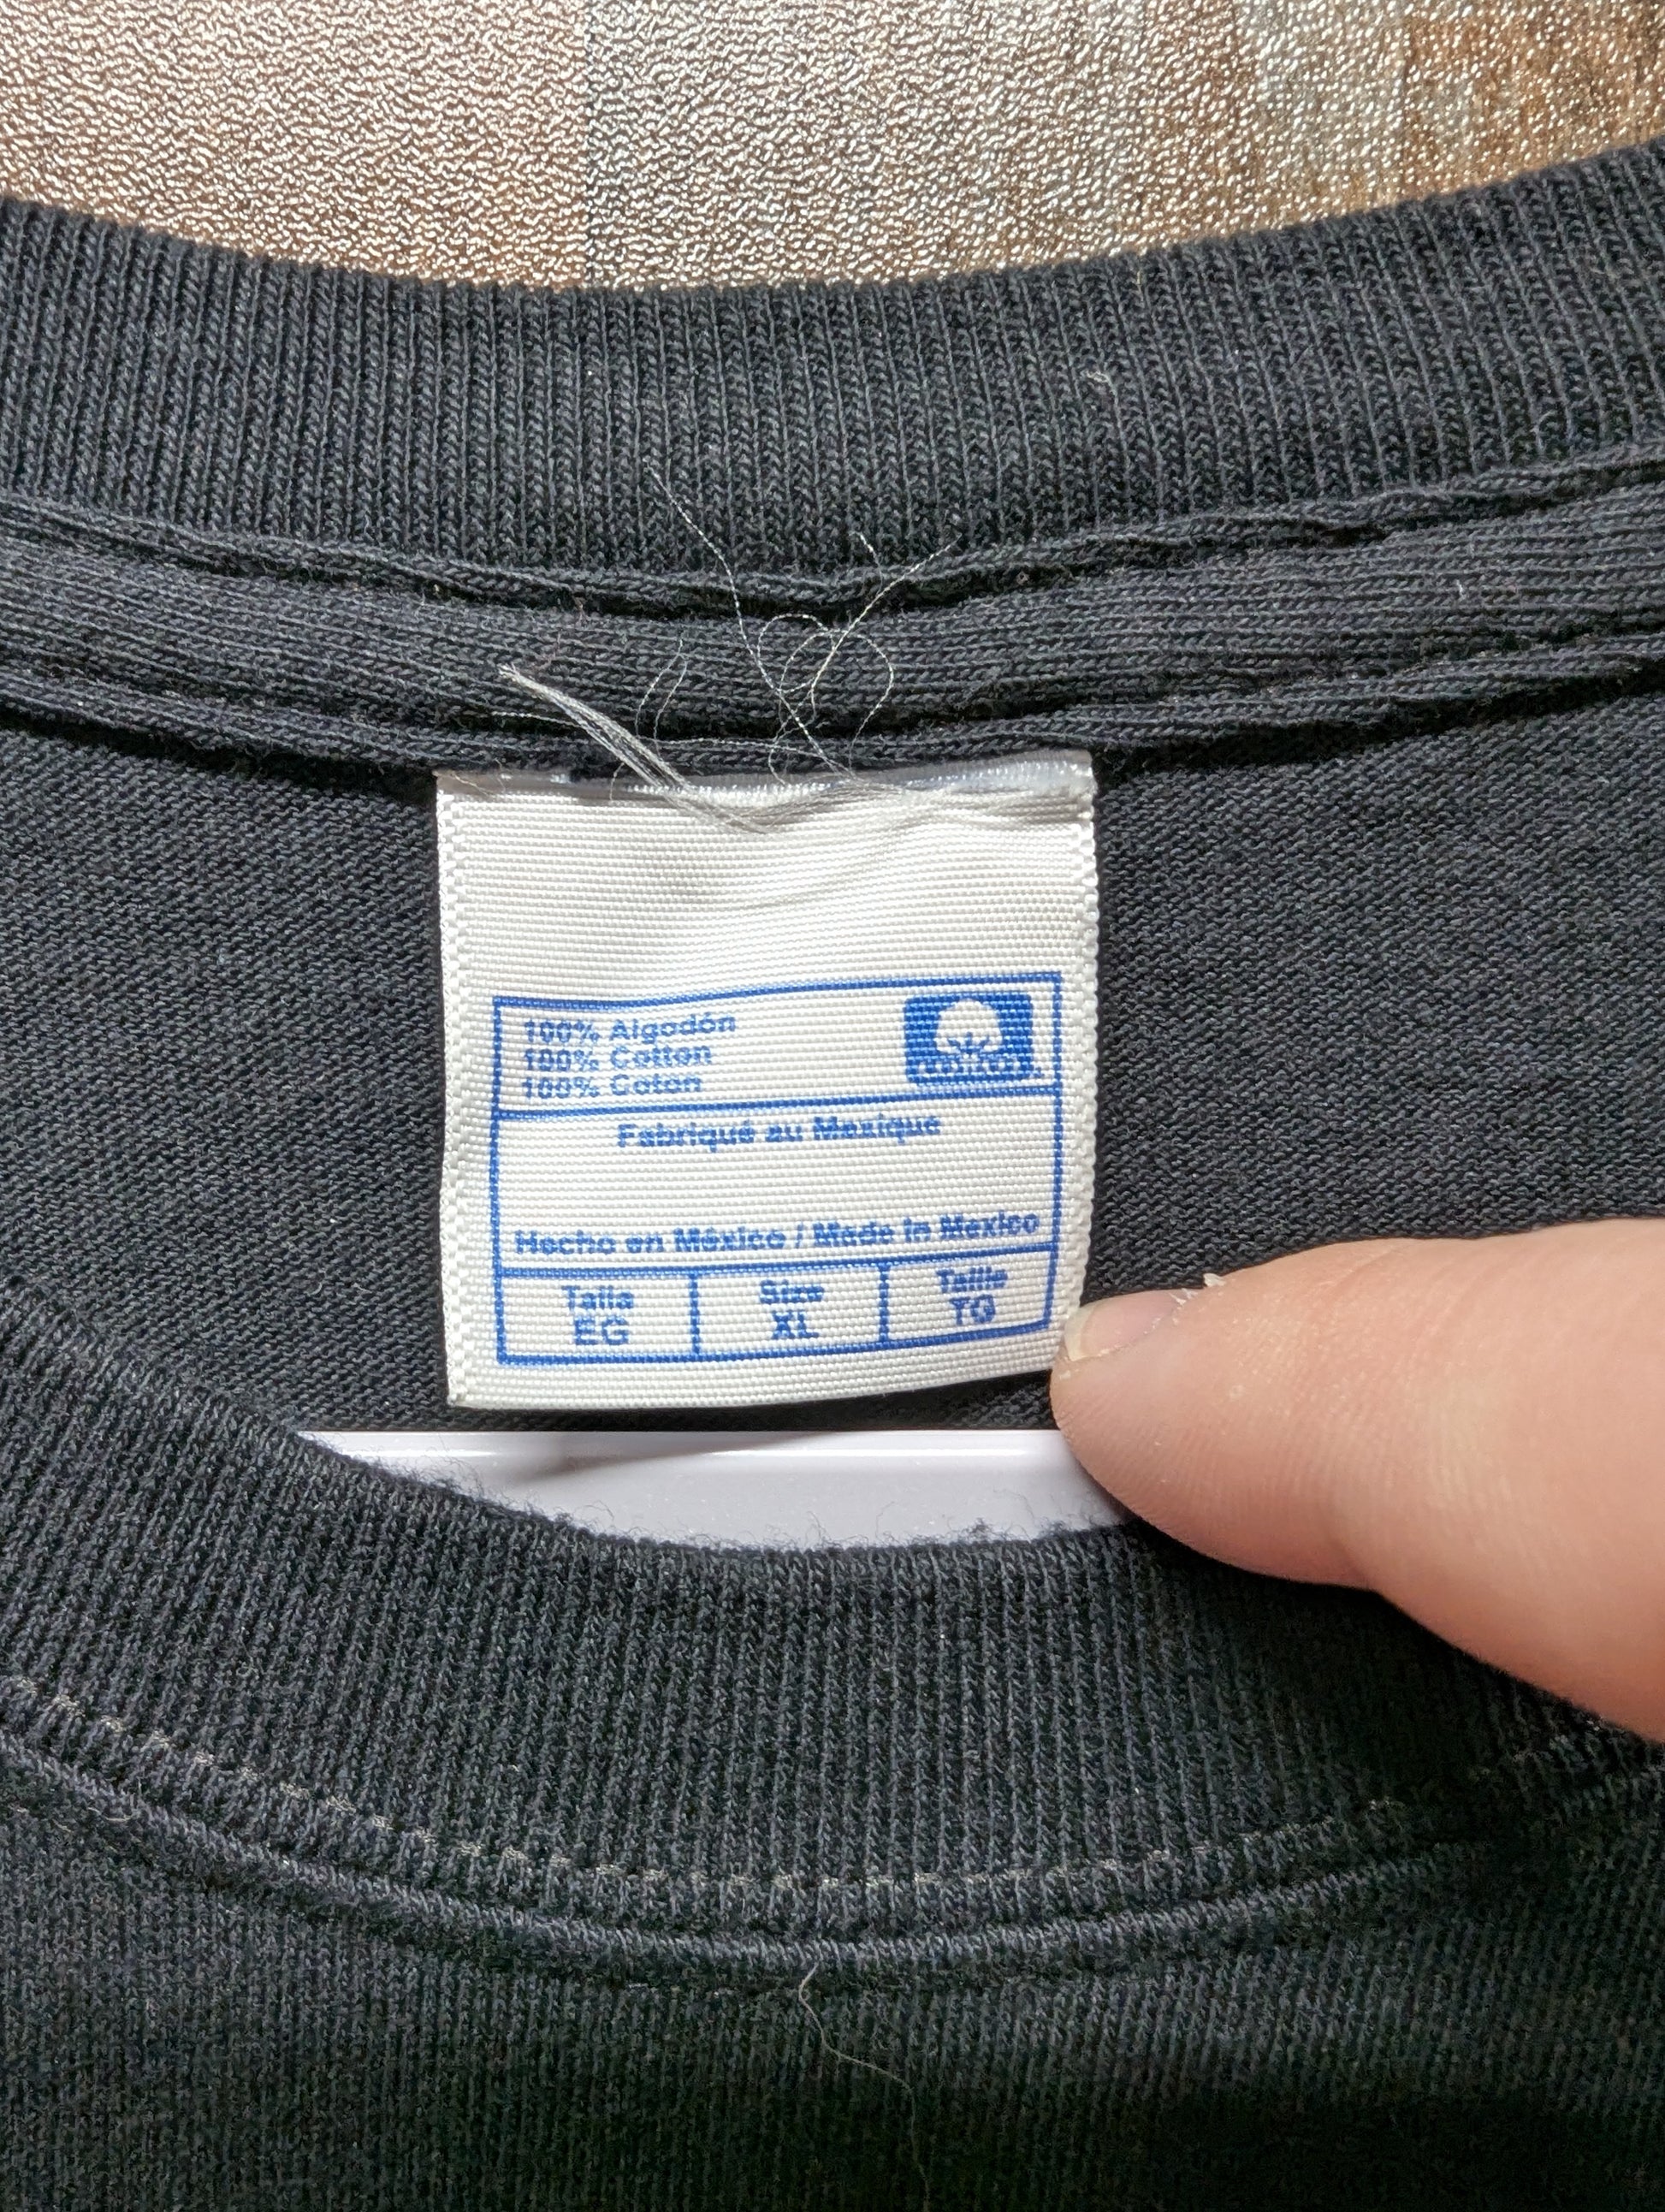 100% Algodón
100% Cotton
100% Coton
COTTON
Fabriqué au Mexique
Hecho en México / Made in Mexico
Talla
EG
Size
XL
Taille
TG